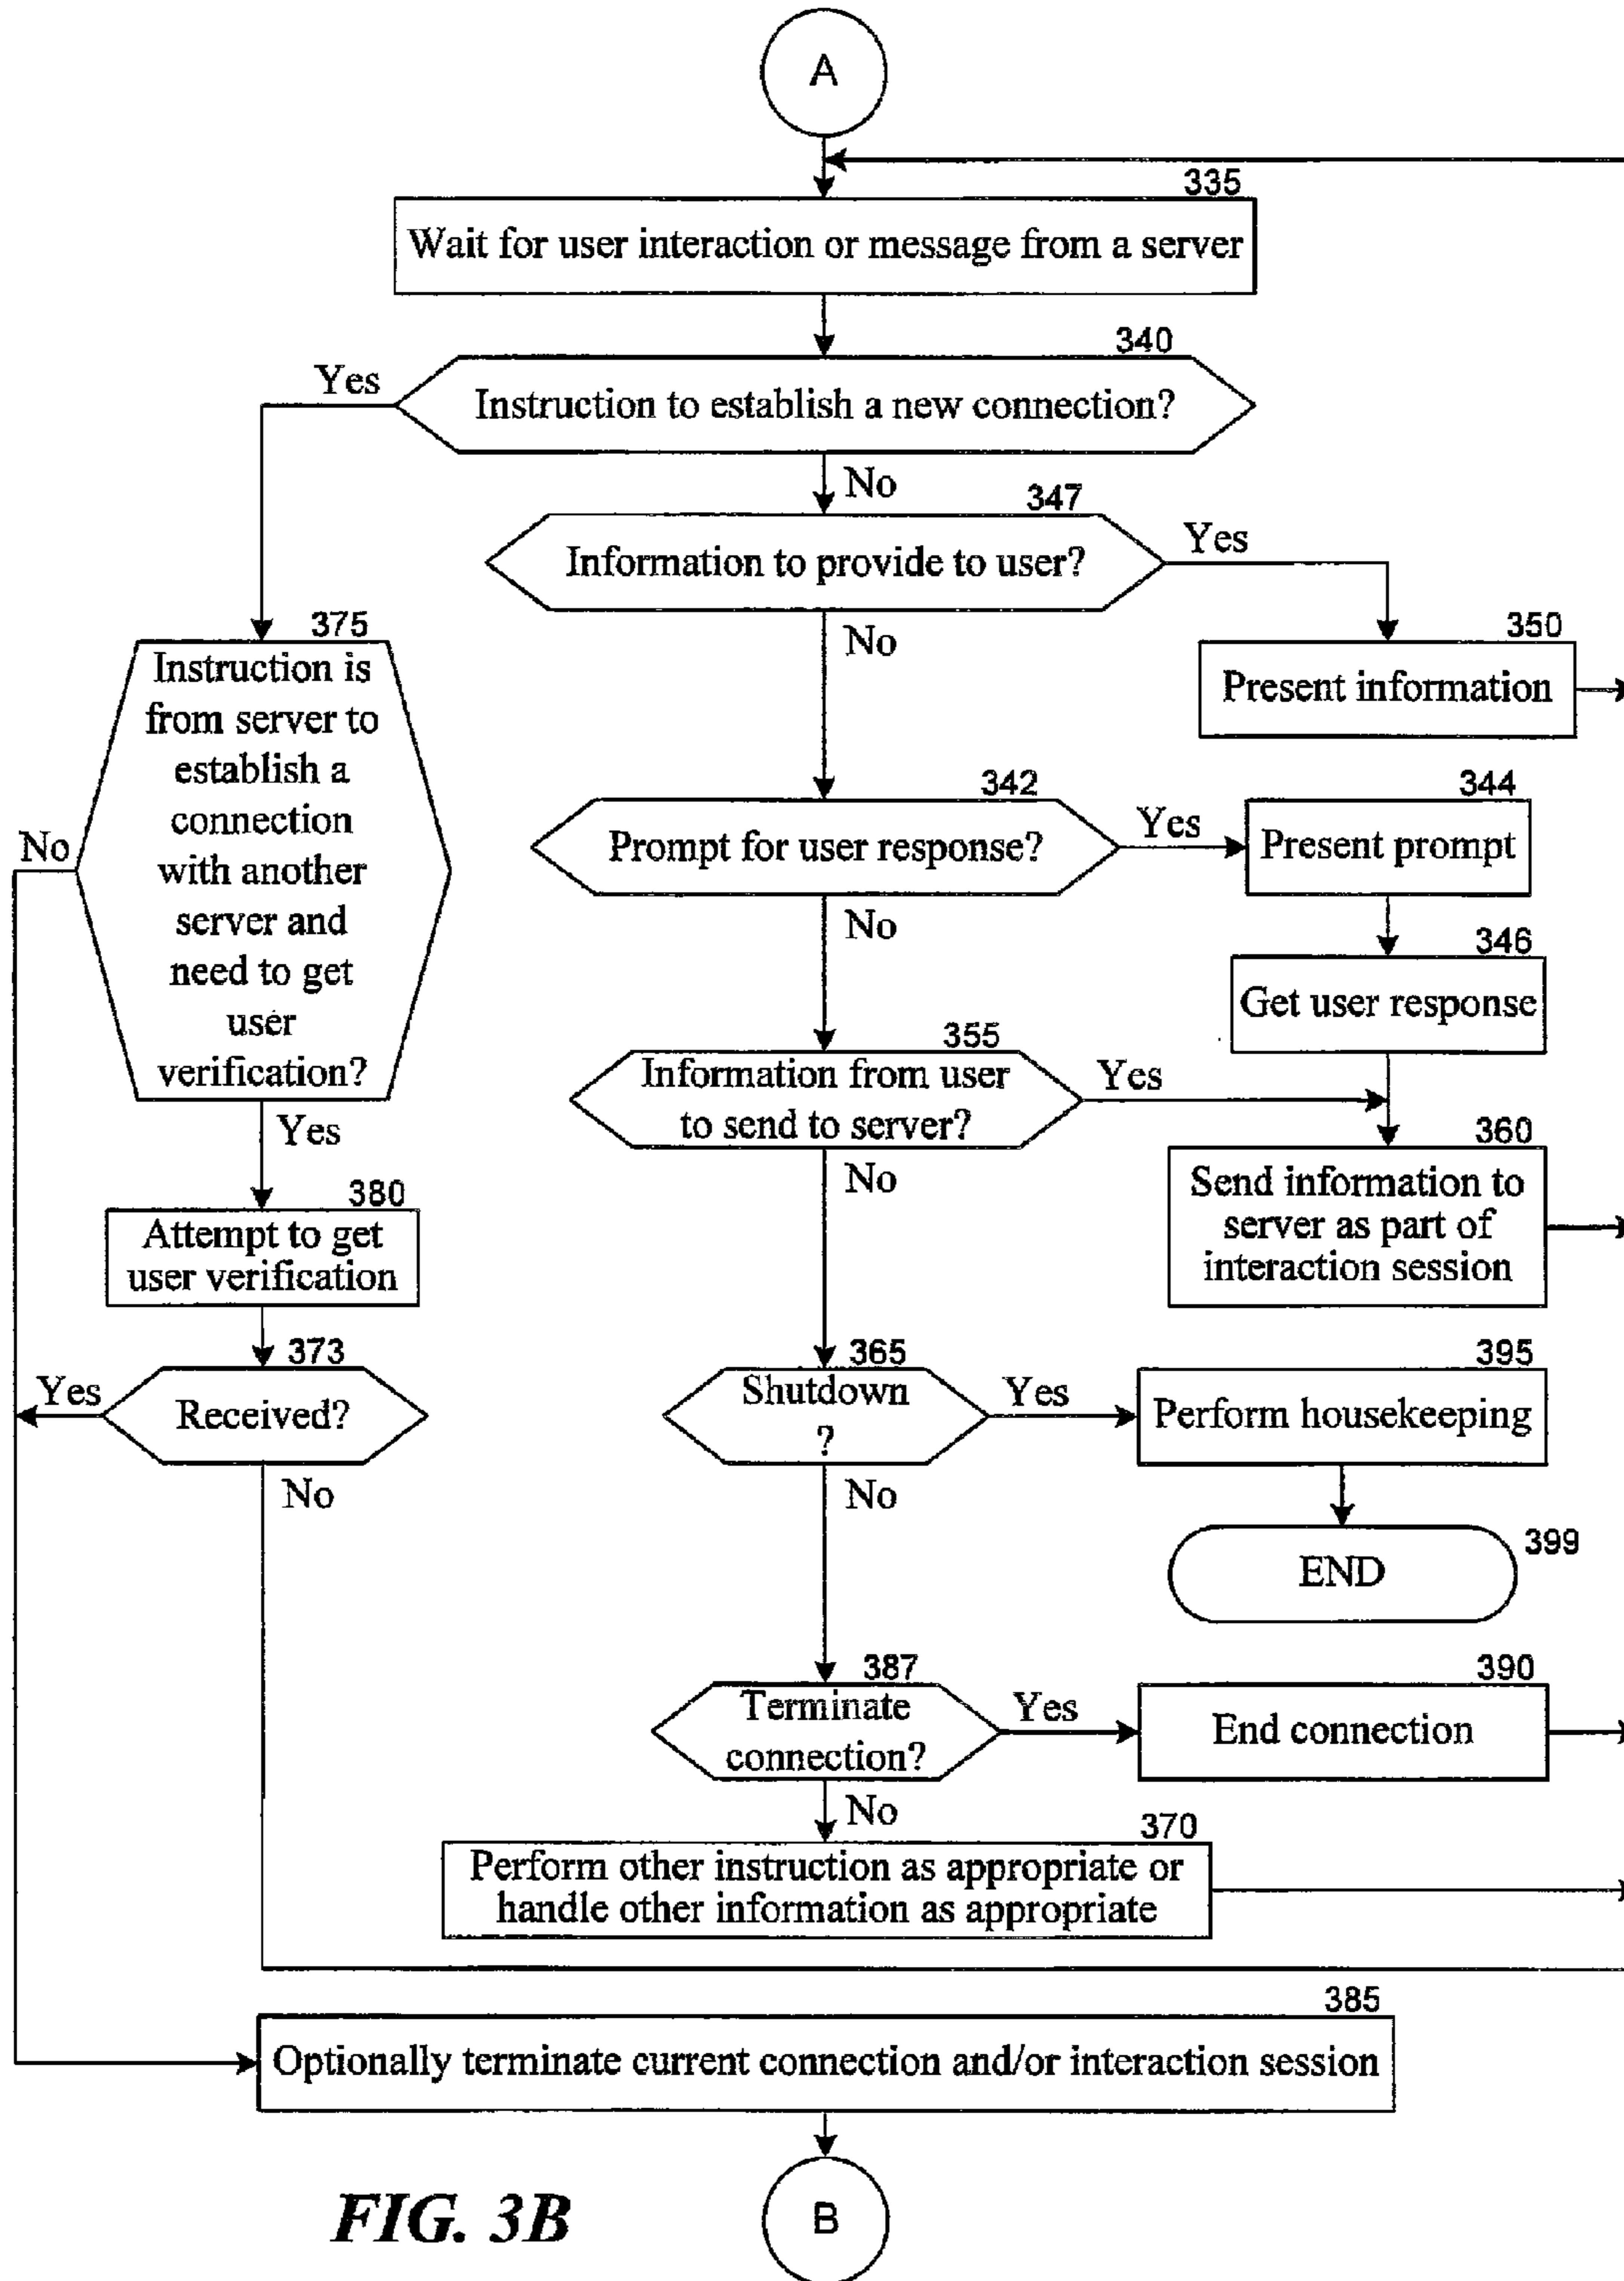 A
335
Wait for user interaction or message from a server
340
Yes
Instruction to establish a new connection?
No
347
Information to provide to user?
Yes
375
Instruction is
from server to
establish a
connection
with another
server and
need to get
user
verification?
No
No
350
Present information
342
Prompt for user response?
Yes
344
Present prompt
No
346
Get user response
355
Information from user
to send to server?
Yes
Yes
360
Send information to
server as part of
interaction session
No
380
Attempt to get
user verification
373
Yes
Received?
No
365
Shutdown
?
Yes
395
Perform housekeeping
No
399
END
387
Terminate
connection?
Yes
390
End connection
No
370
Perform other instruction as appropriate or
handle other information as appropriate
385
Optionally terminate current connection and/or interaction session
FIG. 3B
B